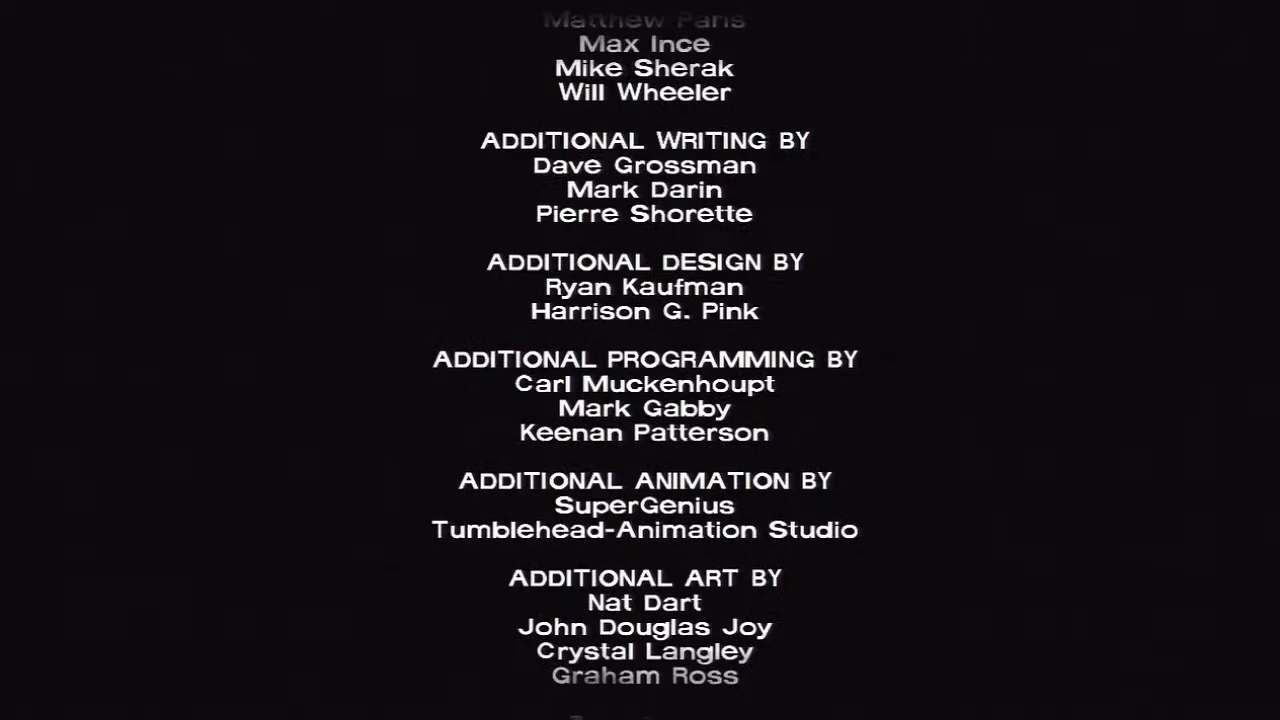 Matthew Paris
Max Ince
Mike Sherak
Will Wheeler
ADDITIONAL WRITING BY
Dave Grossman
Mark Darin
Pierre Shorette
ADDITIONAL DESIGN BY
Ryan Kaufman
Harrison G. Pink
ADDITIONAL PROGRAMMING BY
Carl Muckenhoupt
Mark Gabby
Keenan Patterson
ADDITIONAL ANIMATION BY
SuperGenius
Tumblehead-Animation Studio
ADDITIONAL ART BY
Nat Dart
John Douglas Joy
Crystal Langley
Graham Ross